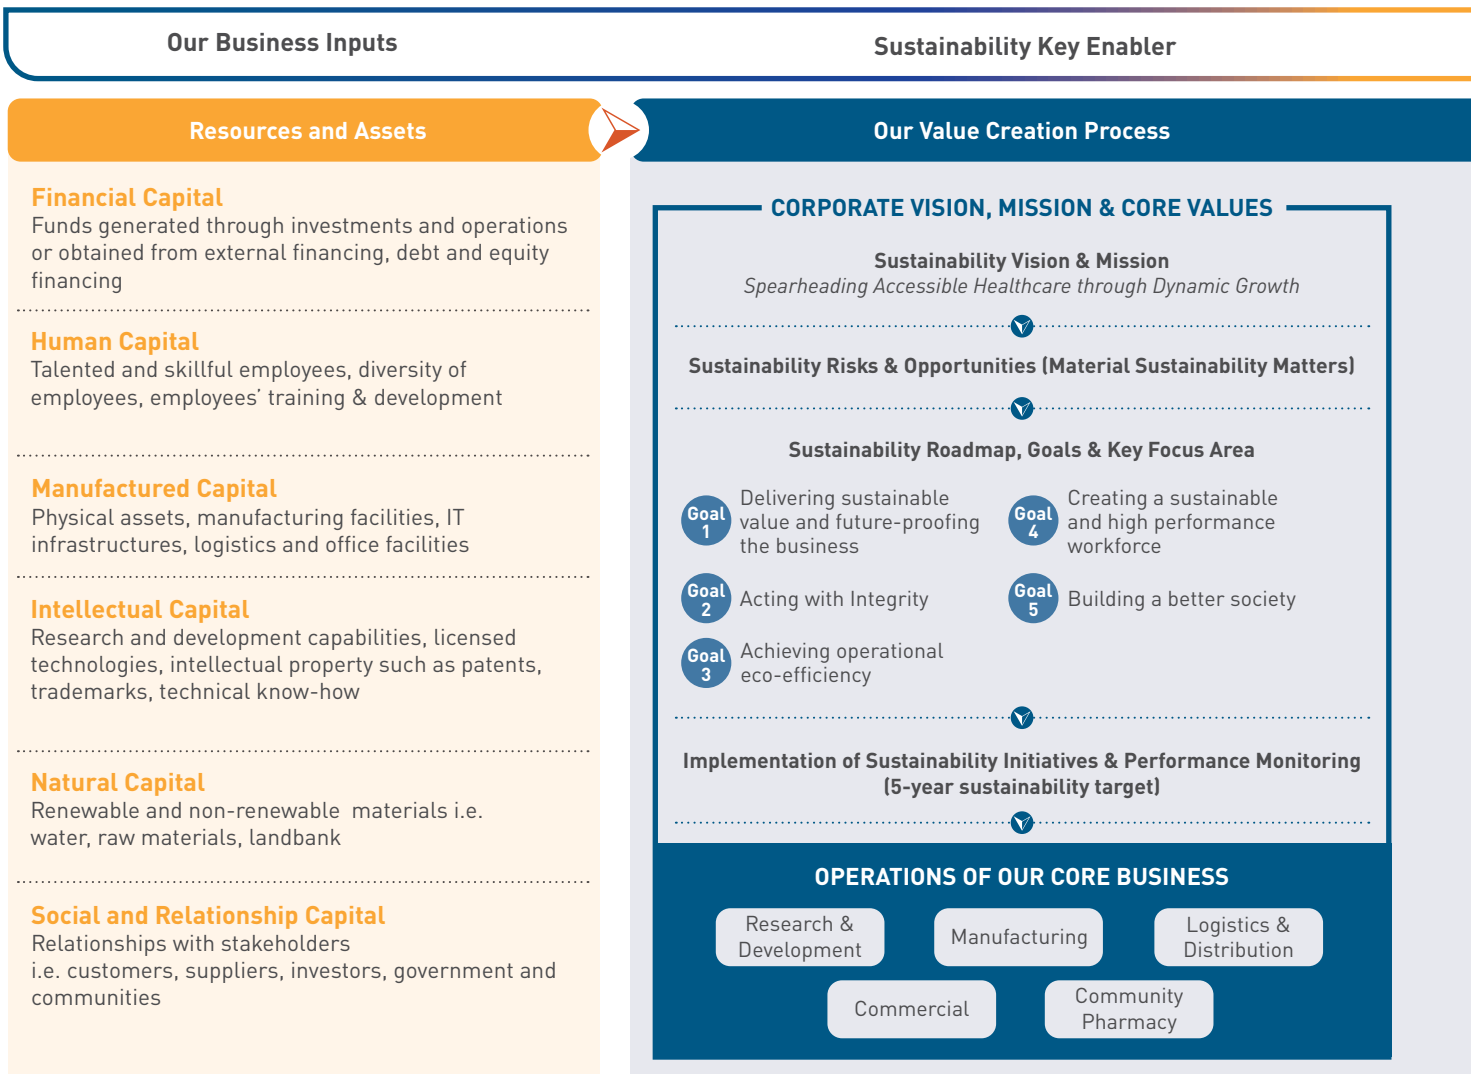 Our Business Inputs
Sustainability Key Enabler
Resources and Assets
Financial Capital
Funds generated through investments and operations
or obtained from external financing, debt and equity
financing
Human Capital
Talented and skillful employees, diversity of
employees, employees’ training & development
Manufactured Capital
Physical assets, manufacturing facilities, IT
infrastructures, logistics and office facilities
Intellectual Capital
Research and development capabilities, licensed
technologies, intellectual property such as patents,
trademarks, technical know-how
Natural Capital
Renewable and non-renewable materials i.e.
water, raw materials, landbank
Social and Relationship Capital
Relationships with stakeholders
i.e. customers, suppliers, investors, government and
communities
Our Value Creation Process
CORPORATE VISION, MISSION & CORE VALUES
Sustainability Vision & Mission
Spearheading Accessible Healthcare through Dynamic Growth
Sustainability Risks & Opportunities (Material Sustainability Matters)
Sustainability Roadmap, Goals & Key Focus Area
Goal
1
Delivering sustainable
value and future-proofing
the business
Goal
2
Acting with Integrity
Goal
3
Achieving operational
eco-efficiency
Goal
4
Creating a sustainable
and high performance
workforce
Goal
5
Building a better society
Implementation of Sustainability Initiatives & Performance Monitoring
(5-year sustainability target)
OPERATIONS OF OUR CORE BUSINESS
Research &
Development
Manufacturing
Logistics &
Distribution
Commercial
Community
Pharmacy